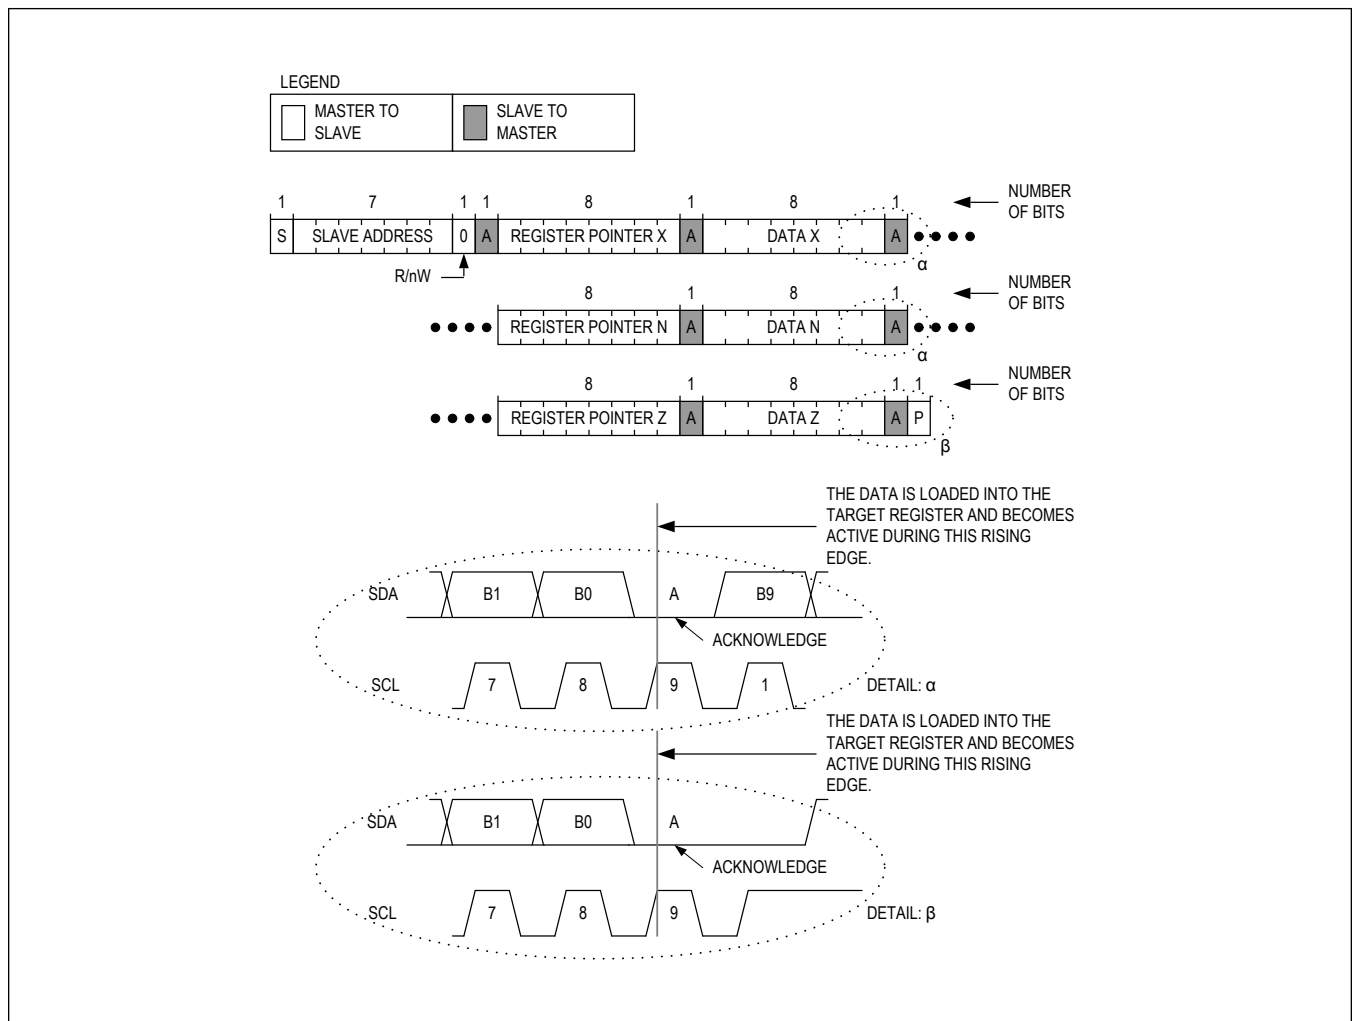 LEGEND
MASTER TO
SLAVE
SLAVE TO
MASTER
1 7 1 1 8 1 8 1
NUMBER
OF BITS
S SLAVE ADDRESS 0 A REGISTER POINTER X A DATA X A
α
R/nW
8 1 8 1
NUMBER
OF BITS
REGISTER POINTER N A DATA N A
α
8 1 8 1 1
NUMBER
OF BITS
REGISTER POINTER Z A DATA Z A P
β
THE DATA IS LOADED INTO THE
TARGET REGISTER AND BECOMES
ACTIVE DURING THIS RISING
EDGE.
SDA B1 B0 A B9
ACKNOWLEDGE
SCL 7 8 9 1
DETAIL: α
THE DATA IS LOADED INTO THE
TARGET REGISTER AND BECOMES
ACTIVE DURING THIS RISING
EDGE.
SDA B1 B0 A
ACKNOWLEDGE
SCL 7 8 9
DETAIL: β